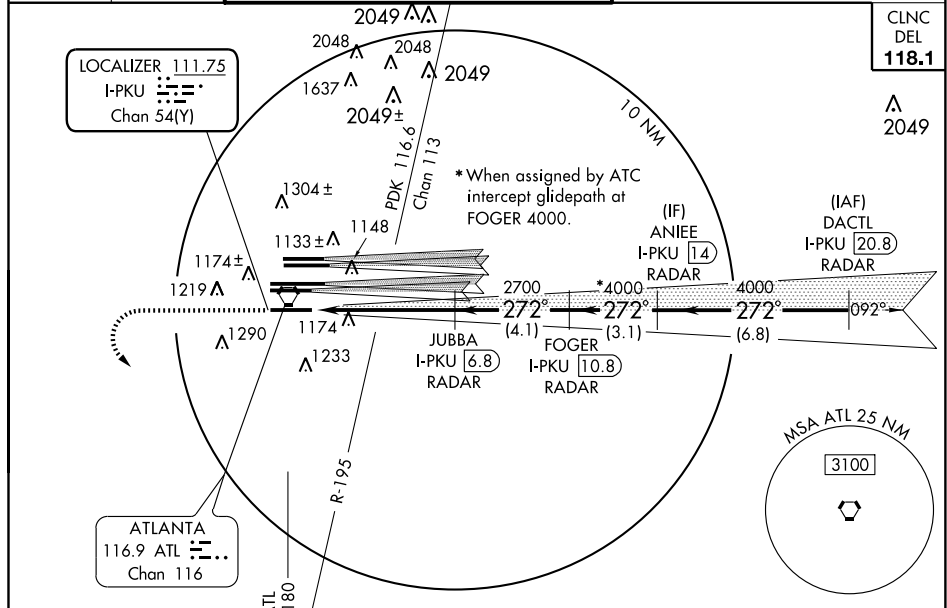 CLNC
DEL
118.1
2049
2048
2048
2049
1637
2049±
2049
LOCALIZER 111.75
I-PKU
Chan 54(Y)
10 NM
PDK 116.6
Chan 113
*When assigned by ATC
intercept glidepath at
FOGER 4000.
1304±
1148
1133±
1174±
1219
(IF)
ANIEE
I-PKU 14
RADAR
(IAF)
DACTL
I-PKU 20.8
RADAR
2700
*4000
4000
272°
272°
272°
092°
(4.1)
(3.1)
(6.8)
1290
1174
1233
JUBBA
I-PKU 6.8
RADAR
FOGER
I-PKU 10.8
RADAR
MSA ATL 25 NM
3100
R-195
ATLANTA
116.9 ATL
Chan 116
180